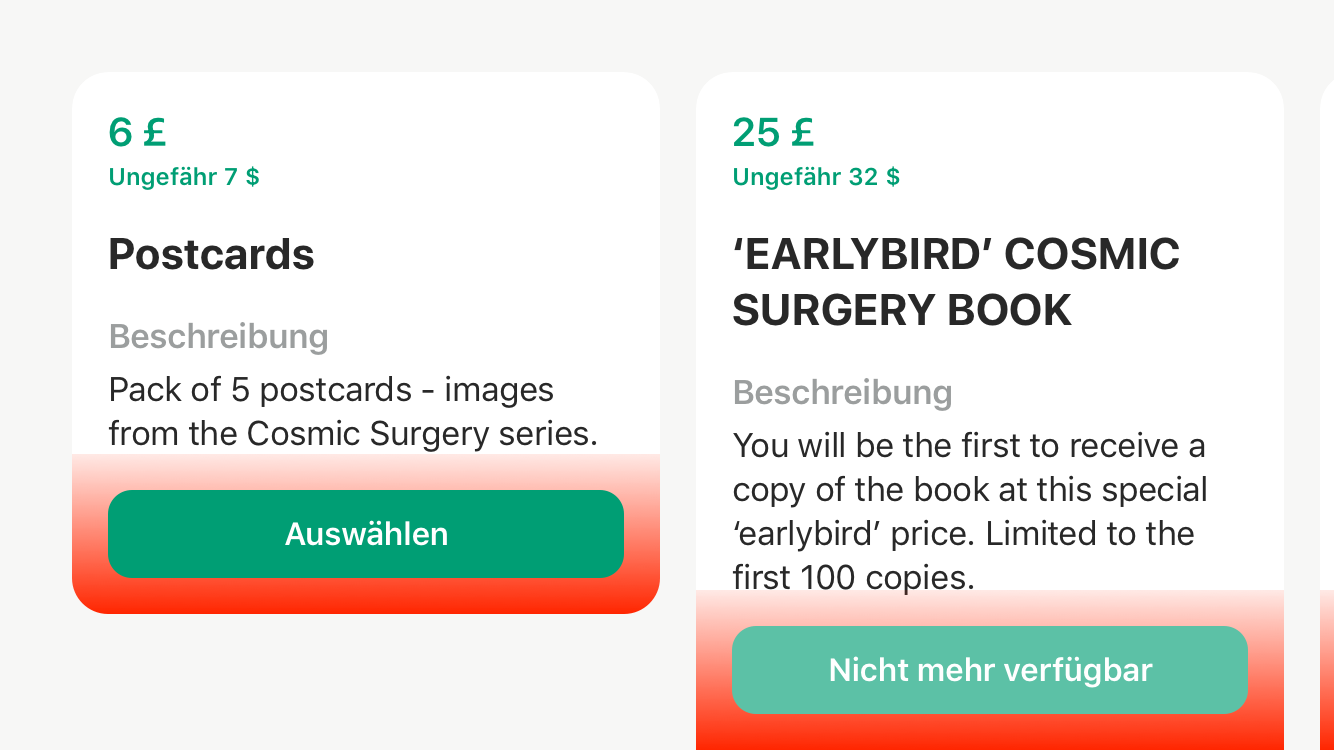 6 £
Ungefähr 7 $
Postcards
Beschreibung
Pack of 5 postcards - images
from the Cosmic Surgery series.
Auswählen
25 £
Ungefähr 32 $
‘EARLYBIRD’ COSMIC
SURGERY BOOK
Beschreibung
You will be the first to receive a
copy of the book at this special
‘earlybird’ price. Limited to the
first 100 copies.
Nicht mehr verfügbar